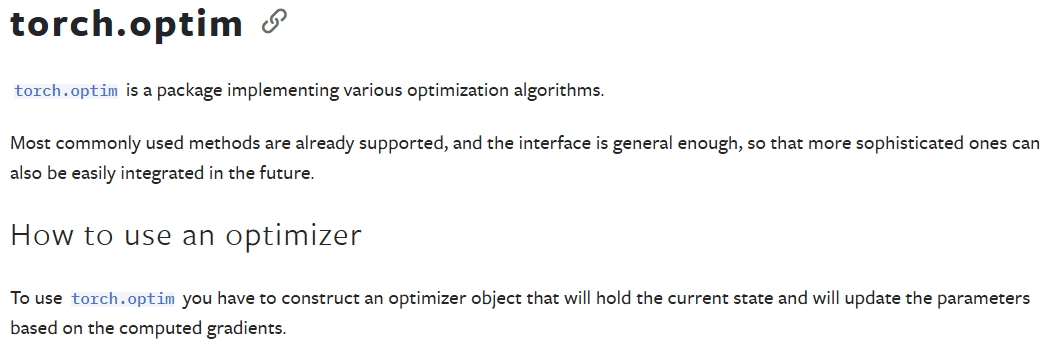 torch.optim
torch.optim is a package implementing various optimization algorithms.
Most commonly used methods are already supported, and the interface is general enough, so that more sophisticated ones can
also be easily integrated in the future.
How to use an optimizer
To use torch.optim you have to construct an optimizer object that will hold the current state and will update the parameters
based on the computed gradients.